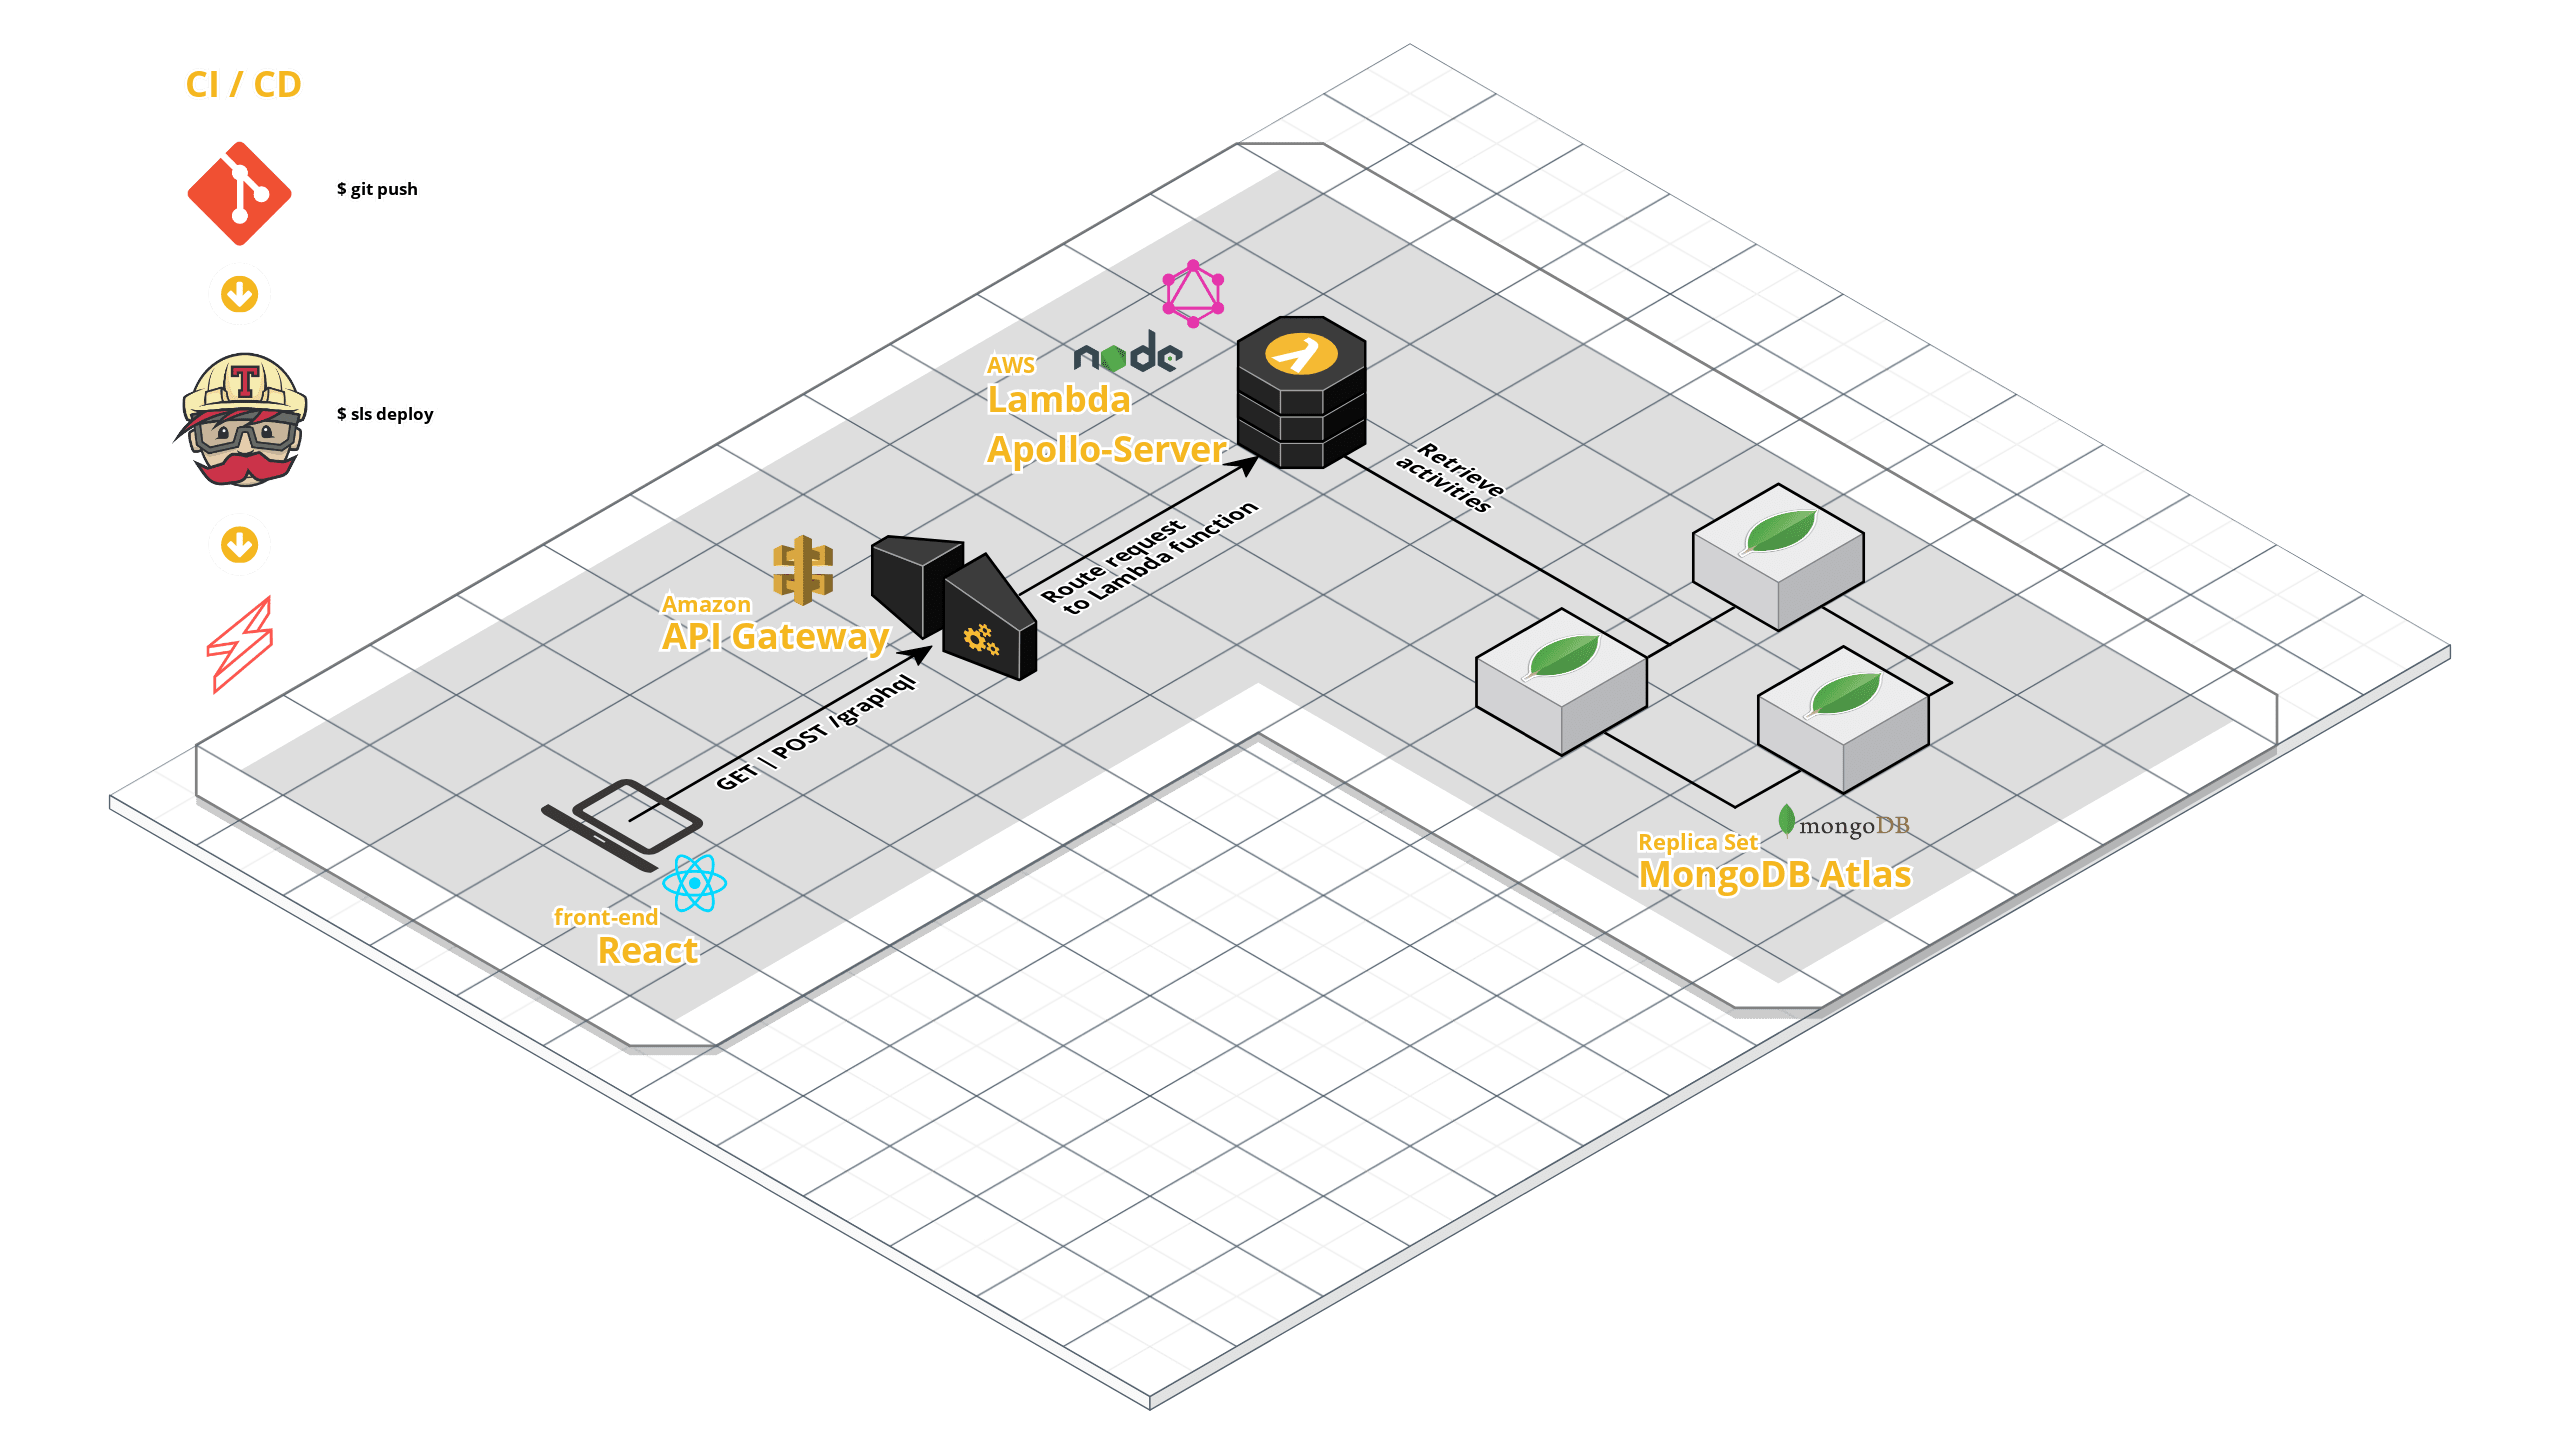 CI / CD
$ git push
T
$ sls deploy
node
AWS
Lambda
Apollo-Server
Retrieve
activities
Route request
to Lambda function
Amazon
API Gateway
GET | POST /graphql
front-end
React
mongoDB
Replica Set
MongoDB Atlas